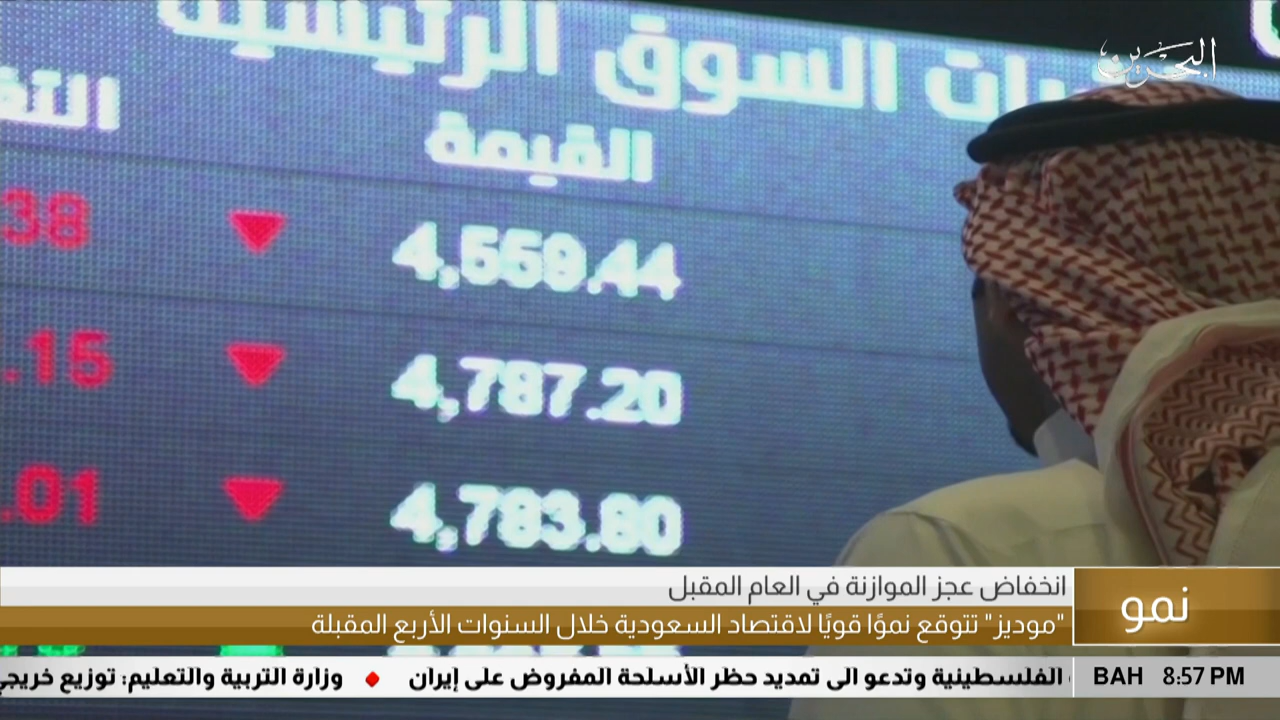 البحرين
السوق الرئيسية
القيمة
38 4,559.44
.15 4,787.20
.01 4,783.80
انخفاض عجز الموازنة في العام المقبل
نمو
"موديز" تتوقع نموًا قويًا لاقتصاد السعودية خلال السنوات الأربع المقبلة
الفلسطينية وتدعو الى تمديد حظر الأسلحة المفروض على إيران • وزارة التربية والتعليم: توزيع خريجي
BAH 8:57 PM